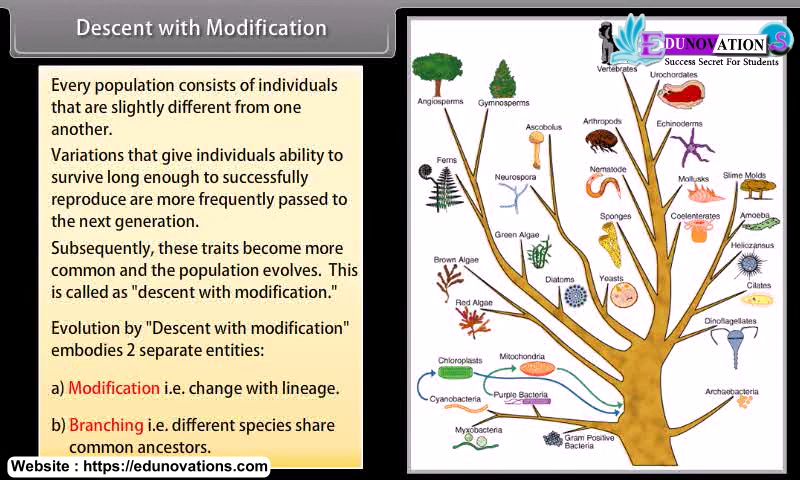 Descent with Modification
Every population consists of individuals
that are slightly different from one
another.
Variations that give individuals ability to
survive long enough to successfully
reproduce are more frequently passed to
the next generation.
Subsequently, these traits become more
common and the population evolves. This
is called as "descent with modification."
Evolution by "Descent with modification"
embodies 2 separate entities:
a) Modification i.e. change with lineage.
b) Branching i.e. different species share
common ancestors.
Website : https://edunovations.com
EDUNOVATIONS
Success Secret For Students
Vertebrates
Urochordates
Angiosperms
Gymnosperms
Ascobolus
Arthropods
Echinoderms
Ferns
Neurospora
Nematode
Mollusks
Slime Molds
Sponges
Coelenterates
Amoeba
Green Algae
Heliozansus
Brown Algae
Diatoms
Yeasts
Ciliates
Red Algae
Dinoflagellates
Chloroplasts
Mitochondria
Cyanobacteria
Purple Bacteria
Archaebacteria
Myxobacteria
Gram Positive
Bacteria